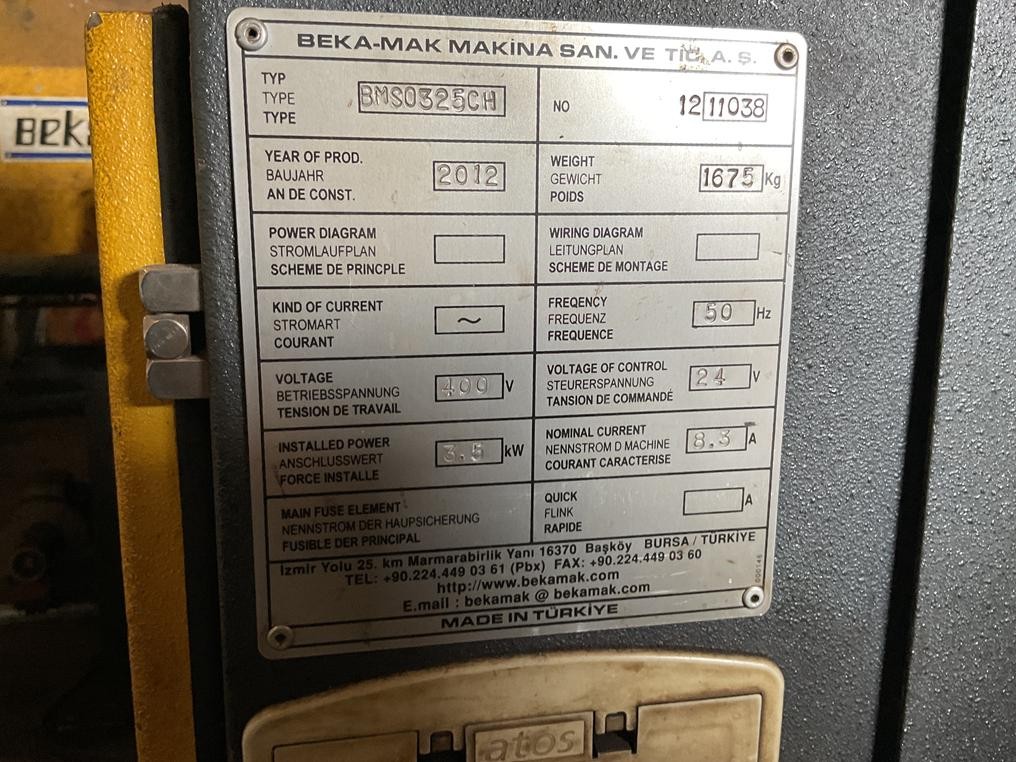 BEKA-MAK MAKİNA SAN. VE TİC. A. Ş.
TYP
TYPE
TYPE
BMSO325CH
NO
12 11038
YEAR OF PROD.
BAUJAHR
AN DE CONST.
2012
WEIGHT
GEWICHT
POIDS
1675 Kg
POWER DIAGRAM
STROMLAUFPLAN
SCHEME DE PRINCPLE
WIRING DIAGRAM
LEITUNGPLAN
SCHEME DE MONTAGE
KIND OF CURRENT
STROMART
COURANT
~
FREQENCY
FREQUENZ
FREQUENCE
50 Hz
VOLTAGE
BETRIEBSSPANNUNG
TENSION DE TRAVAIL
400 V
VOLTAGE OF CONTROL
STEURERSPANNUNG
TANSION DE COMMANDÉ
24 V
INSTALLED POWER
ANSCHLUSSWERT
FORCE INSTALLE
3.5 kW
NOMINAL CURRENT
NENNSTROM D MACHINE
COURANT CARACTERISE
8.3 A
MAIN FUSE ELEMENT
NENNSTROM DER HAUPSICHERUNG
FUSIBLE DER PRINCIPAL
QUICK
FLINK
RAPIDE
A
İzmir Yolu 25. km Marmarabirlik Yanı 16370 Başköy BURSA / TÜRKİYE
TEL: +90.224.449 03 61 (Pbx) FAX: +90.224.449 03 60
http://www.bekamak.com
E.mail : bekamak @ bekamak.com
MADE IN TÜRKİYE
atos